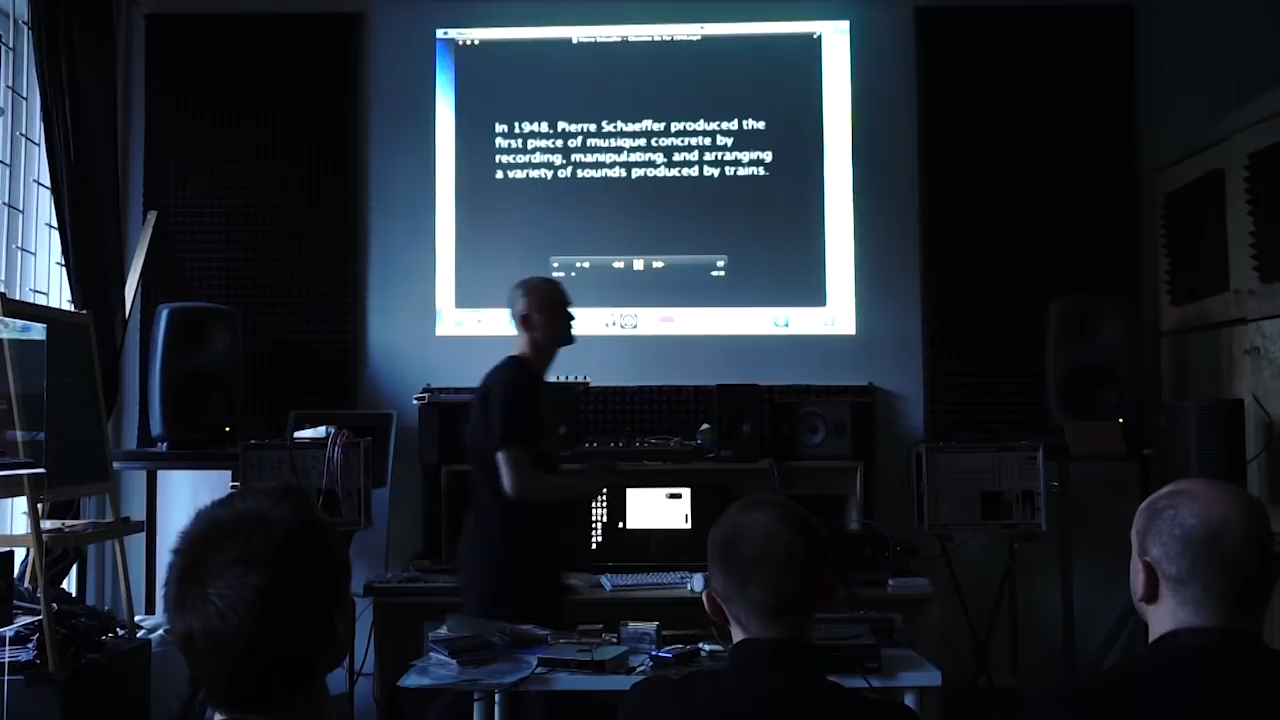 In 1948, Pierre Schaeffer produced the
first piece of musique concrete by
recording, manipulating, and arranging
a variety of sounds produced by trains.